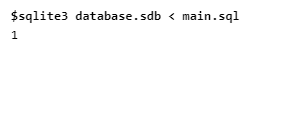 $sqlite3 database.sdb < main.sql
1